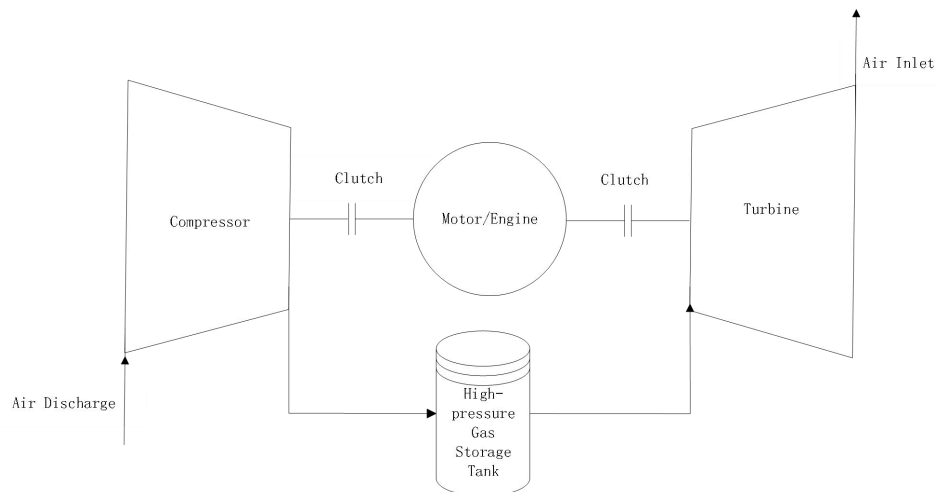 Air Inlet
Clutch
Clutch
Compressor
Motor/Engine
Turbine
Air Discharge
High-
pressure
Gas
Storage
Tank